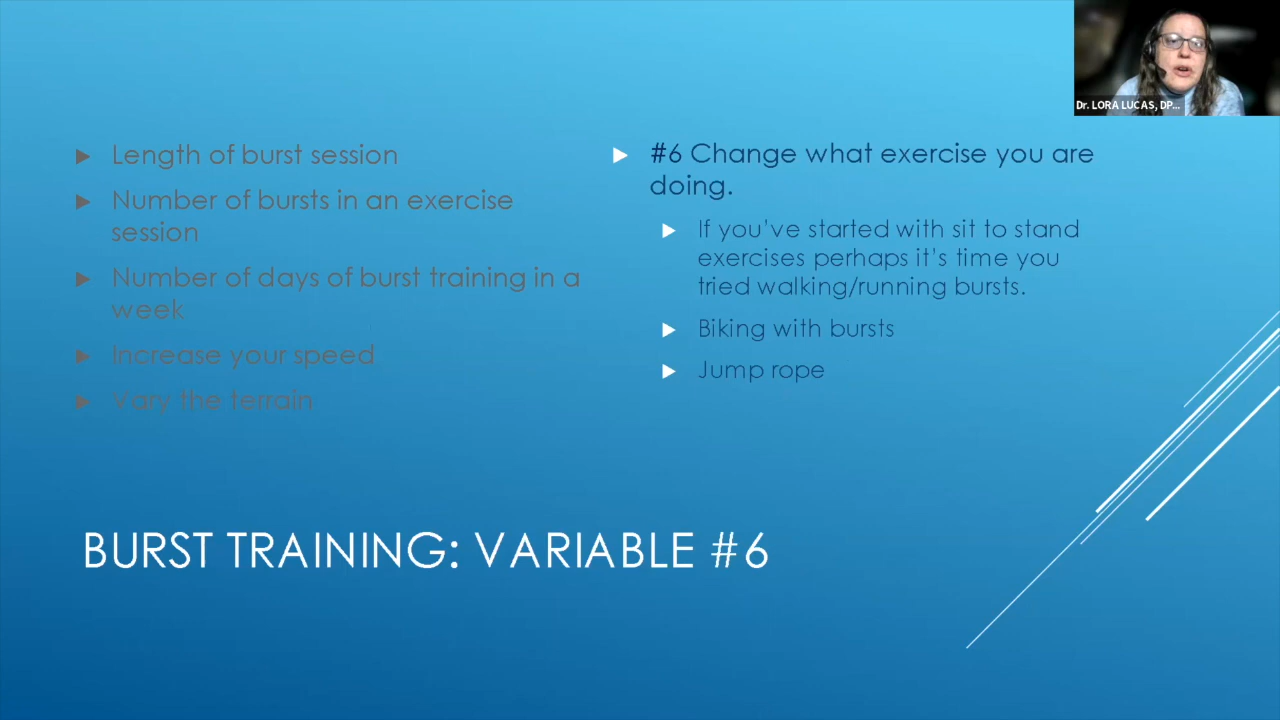 Dr. LORA LUCAS, DP...
Length of burst session
Number of bursts in an exercise
session
Number of days of burst training in a
week
Increase your speed
Vary the terrain
#6 Change what exercise you are
doing.
If you've started with sit to stand
exercises perhaps it's time you
tried walking/running bursts.
Biking with bursts
Jump rope
BURST TRAINING: VARIABLE #6